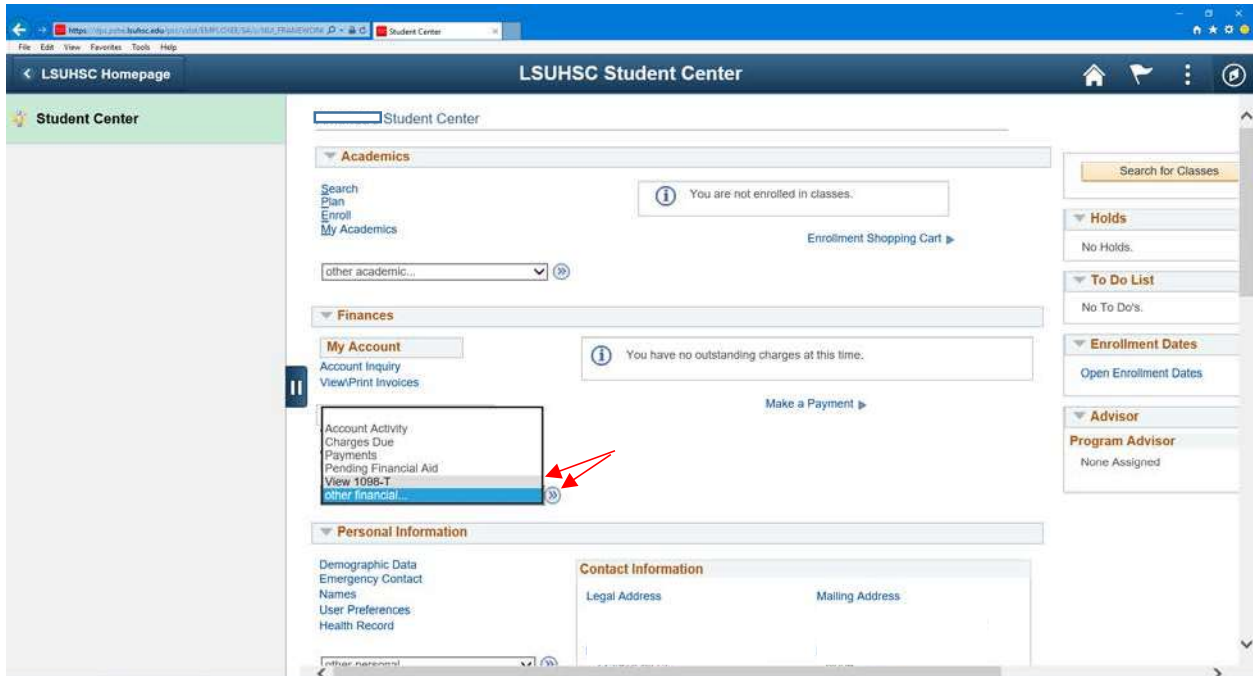 Student Center
File Edit View Favorites Tools Help
LSUHSC Homepage
LSUHSC Student Center
Student Center
Student Center
Academics
Search
Plan
Enroll
My Academics
You are not enrolled in classes.
Enrollment Shopping Cart
other academic...
Finances
My Account
Account Inquiry
View\Print Invoices
You have no outstanding charges at this time.
Make a Payment
Account Activity
Charges Due
Payments
Pending Financial Aid
View 1098-T
other financial...
Personal Information
Demographic Data
Emergency Contact
Names
User Preferences
Health Record
other personal
Contact Information
Legal Address
Mailing Address
Search for Classes
Holds
No Holds.
To Do List
No To Do's.
Enrollment Dates
Open Enrollment Dates
Advisor
Program Advisor
None Assigned